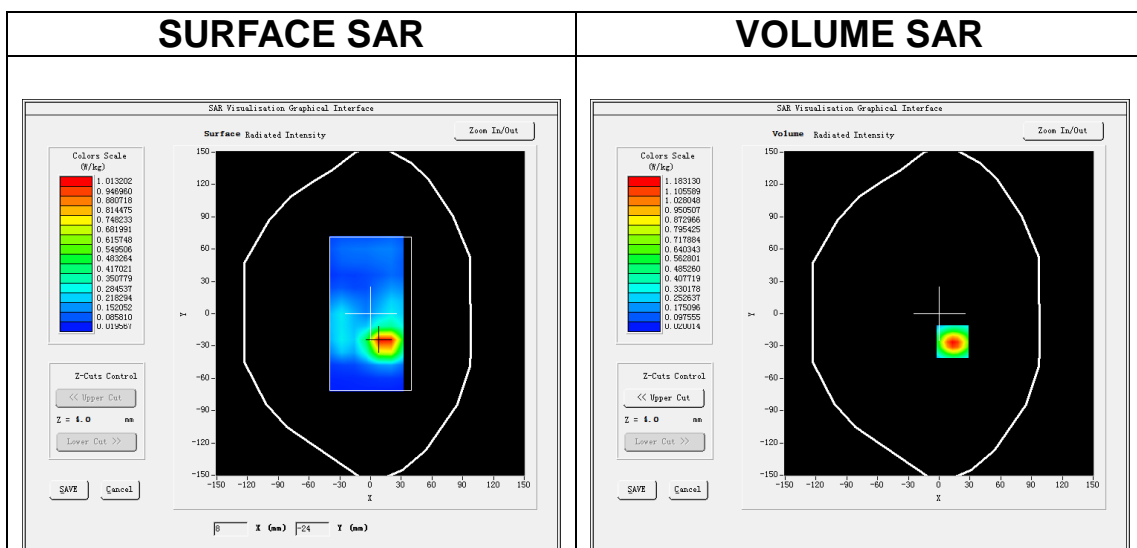 SURFACE SAR
SAR Visualisation Graphical Interface
Surface Radiated Intensity
Zoom In/Out
Colors Scale
(W/kg)
1.013202
0.946960
0.880718
0.814475
0.748233
0.681991
0.615748
0.549506
0.483264
0.417021
0.350779
0.284537
0.218294
0.152052
0.085810
0.019567
150
120
90
60
30
0
-30
-60
-90
-120
-150
Y
-150 -120 -90 -60 -30 0 30 60 90 120 150
X
Z-Cuts Control
<< Upper Cut
Z = 4.0 mm
Lower Cut >>
SAVE Cancel
8 X (mm) -24 Y (mm)
VOLUME SAR
SAR Visualisation Graphical Interface
Volume Radiated Intensity
Zoom In/Out
Colors Scale
(W/kg)
1.183130
1.105589
1.028048
0.950507
0.872966
0.795425
0.717884
0.640343
0.562801
0.485260
0.407719
0.330178
0.252637
0.175096
0.097555
0.020014
150
120
90
60
30
0
-30
-60
-90
-120
-150
Y
-150 -120 -90 -60 -30 0 30 60 90 120 150
X
Z-Cuts Control
<< Upper Cut
Z = 4.0 mm
Lower Cut >>
SAVE Cancel